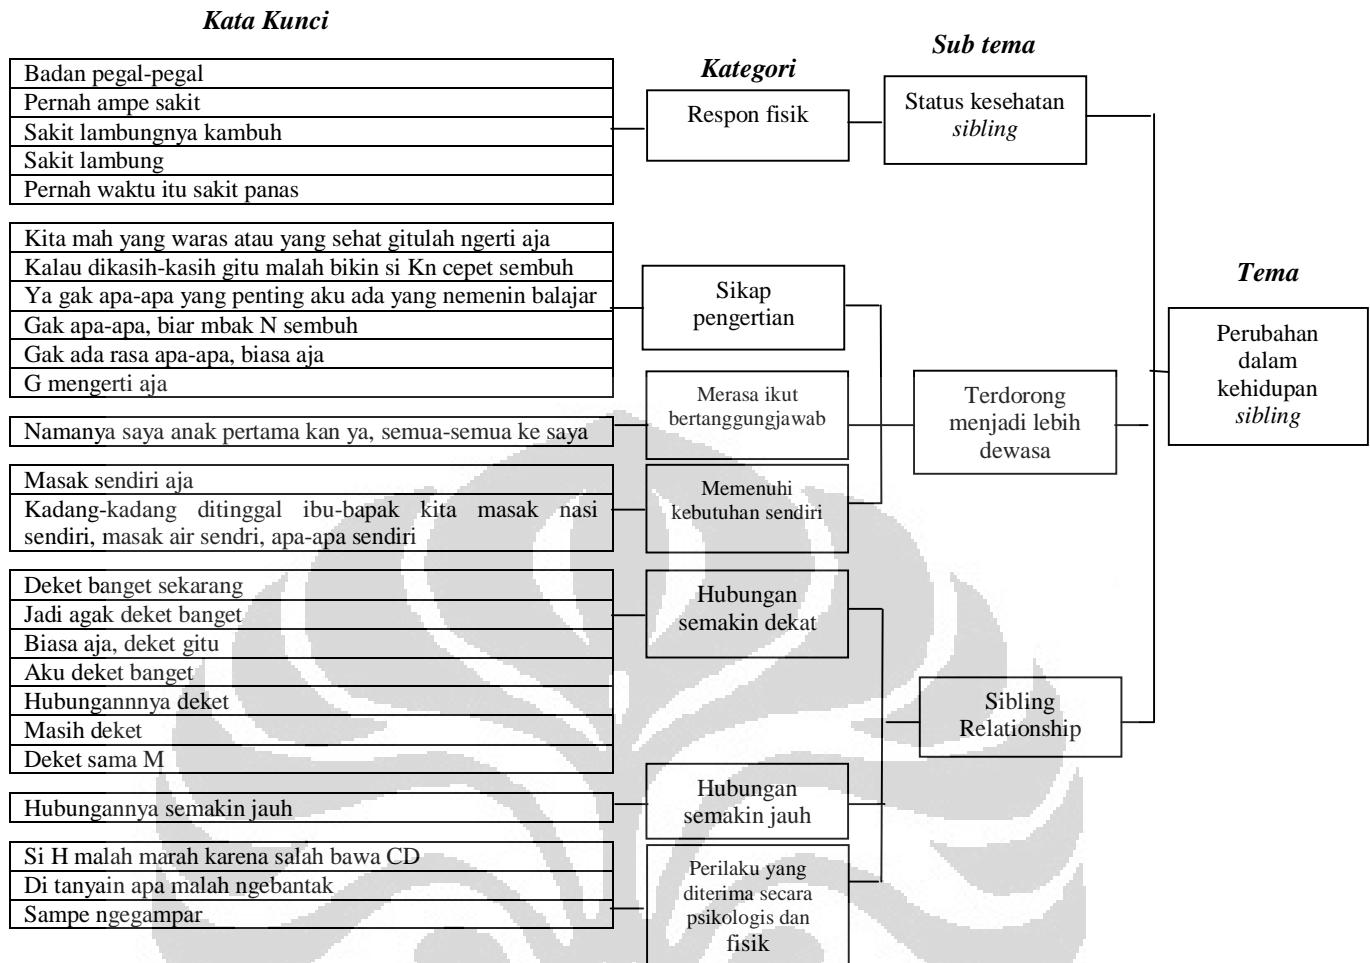 Kata Kunci
Badan pegal-pegal
Pernah ampe sakit
Sakit lambungnya kambuh
Sakit lambung
Pernah waktu itu sakit panas
Kita mah yang waras atau yang sehat gitulah ngerti aja
Kalau dikasih-kasih gitu malah bikin si Kn cepet sembuh
Ya gak apa-apa yang penting aku ada yang nemenin balajar
Gak apa-apa, biar mbak N sembuh
Gak ada rasa apa-apa, biasa aja
G mengerti aja
Namanya saya anak pertama kan ya, semua-semua ke saya
Masak sendiri aja
Kadang-kadang ditinggal ibu-bapak kita masak nasi
sendiri, masak air sendri, apa-apa sendiri
Deket banget sekarang
Jadi agak deket banget
Biasa aja, deket gitu
Aku deket banget
Hubungannnya deket
Masih deket
Deket sama M
Hubungannya semakin jauh
Si H malah marah karena salah bawa CD
Di tanyain apa malah ngebantak
Sampe ngegampar
Kategori
Respon fisik
Sikap
pengertian
Merasa ikut
bertanggungjawab
Memenuhi
kebutuhan sendiri
Hubungan
semakin dekat
Hubungan
semakin jauh
Perilaku yang
diterima secara
psikologis dan
fisik
Sub tema
Status kesehatan
sibling
Terdorong
menjadi lebih
dewasa
Sibling
Relationship
Tema
Perubahan
dalam
kehidupan
sibling